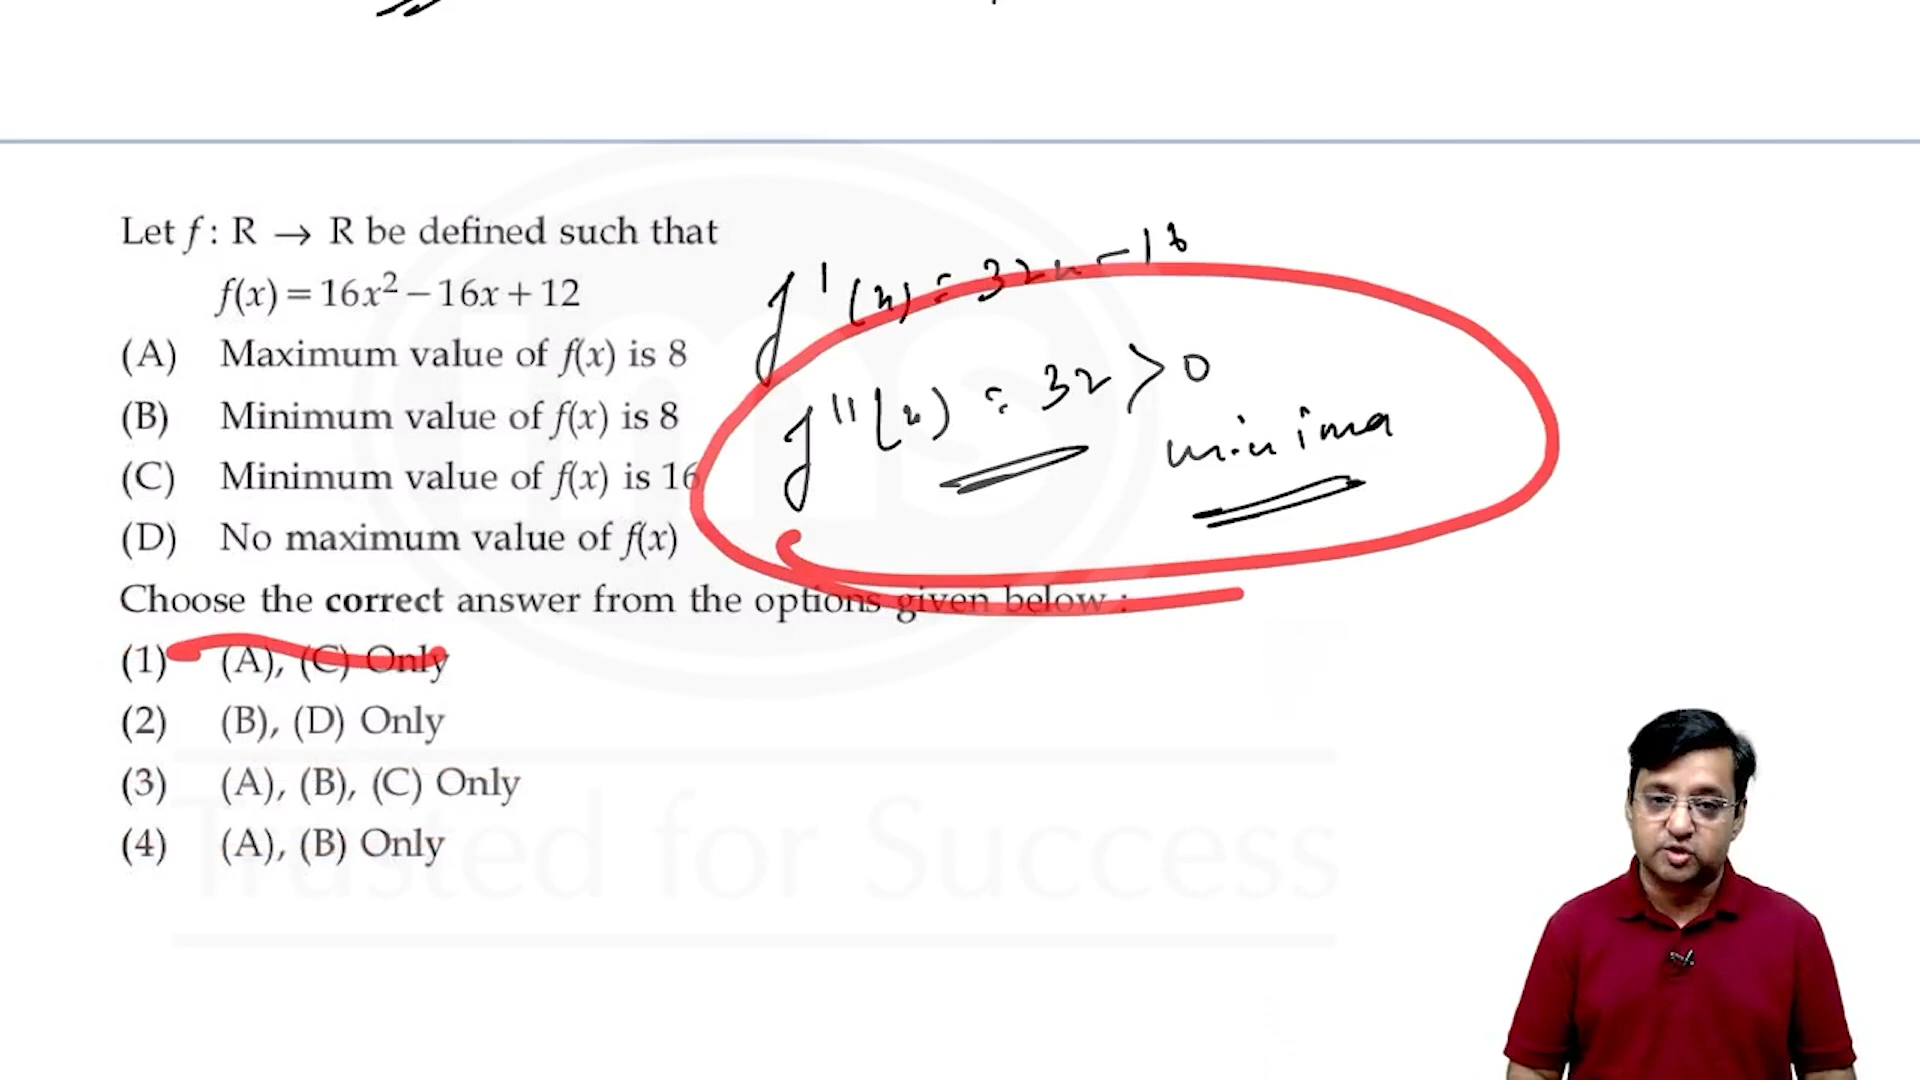 Let f : R → R be defined such that
f(x) = 16x² – 16x + 12
(A) Maximum value of f(x) is 8
(B) Minimum value of f(x) is 8
(C) Minimum value of f(x) is 16
(D) No maximum value of f(x)
Choose the correct answer from the options given below :
(1) (A), (C) Only
(2) (B), (D) Only
(3) (A), (B), (C) Only
(4) (A), (B) Only
f'(x) = 32x – 16
f''(x) = 32 > 0
minima
ims
Trusted for Success